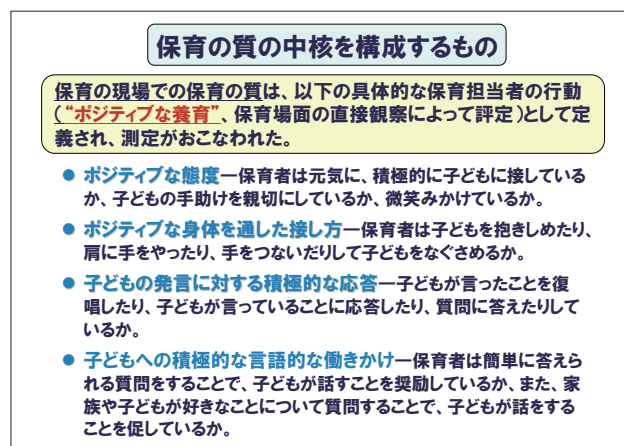 保育の質の中核を構成するもの
保育の現場での保育の質は、以下の具体的な保育担当者の行動
(“ポジティブな養育”、保育場面の直接観察によって評定)として定
義され、測定がおこなわれた。
● ポジティブな態度―保育者は元気に、積極的に子どもに接している
か、子どもの手助けを親切にしているか、微笑みかけているか。
● ポジティブな身体を通した接し方―保育者は子どもを抱きしめたり、
肩に手をやったり、手をつないだりして子どもをなぐさめるか。
● 子どもの発言に対する積極的な応答―子どもが言ったことを復
唱したり、子どもが言っていることに応答したり、質問に答えたりして
いるか。
● 子どもへの積極的な言語的な働きかけ―保育者は簡単に答えら
れる質問をすることで、子どもが話すことを奨励しているか、また、家
族や子どもが好きなことについて質問することで、子どもが話をする
ことを促しているか。